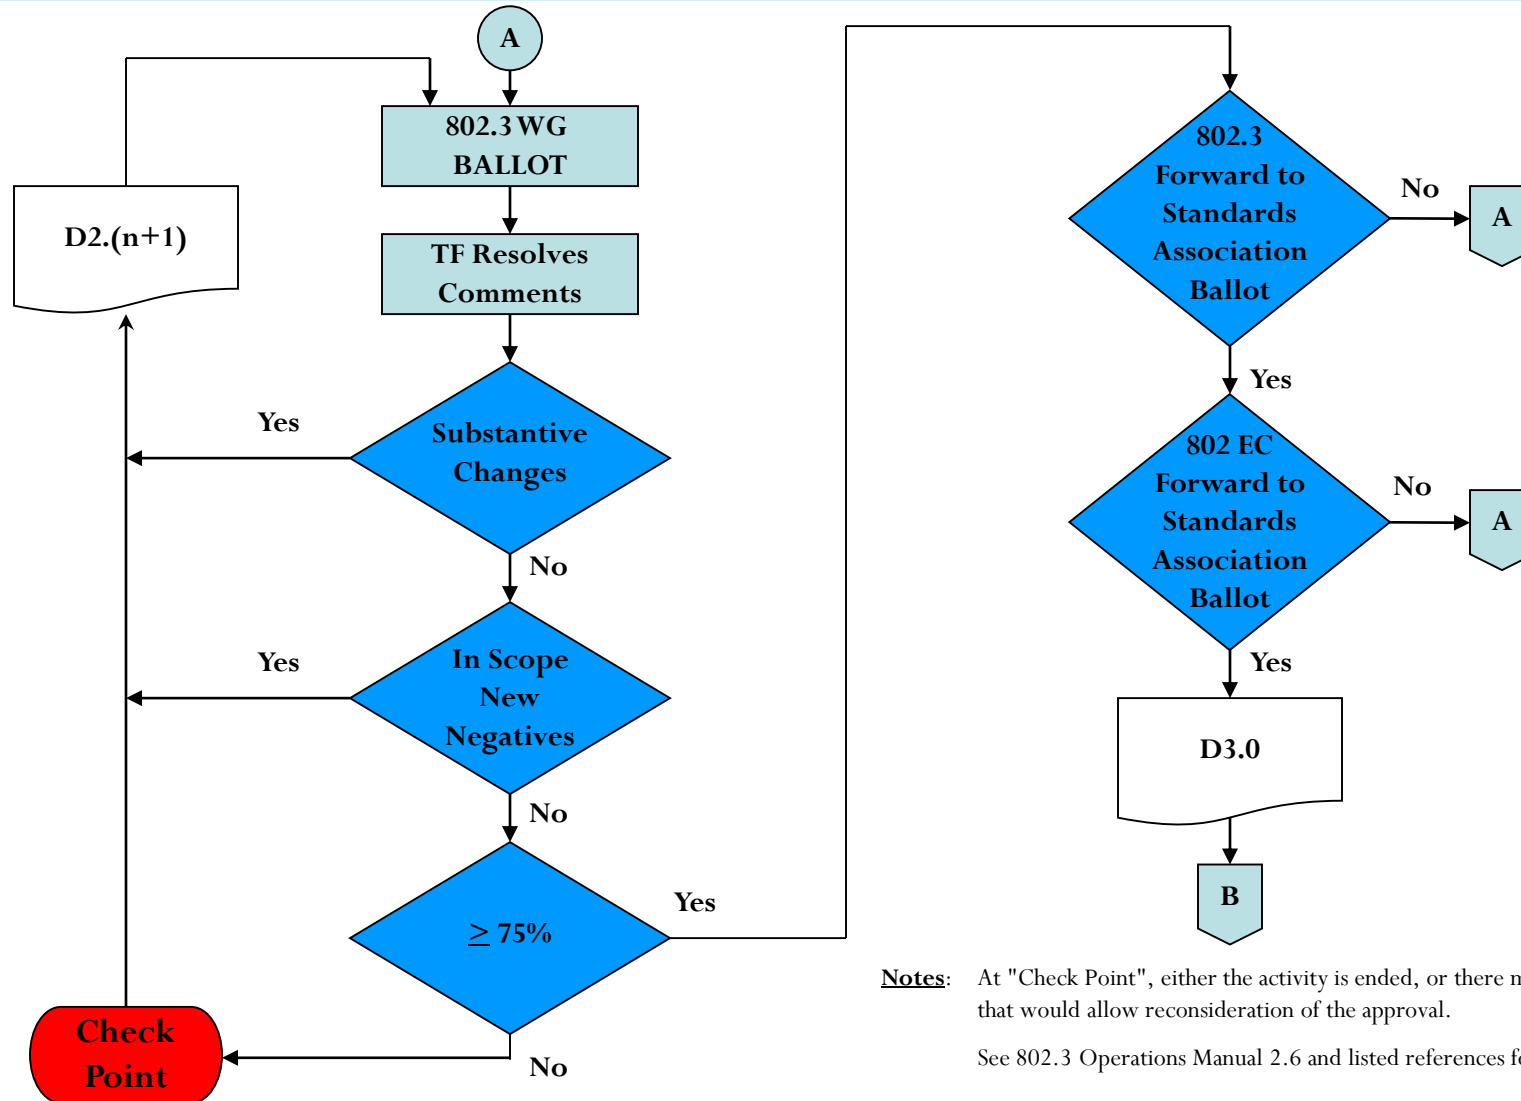 A
802.3 WG
BALLOT
D2.(n+1)
TF Resolves
Comments
Yes
Substantive
Changes
No
Yes
In Scope
New
Negatives
No
Yes
≥ 75%
Check
Point
No
802.3
Forward to
Standards
Association
Ballot
No
A
Yes
802 EC
Forward to
Standards
Association
Ballot
No
A
Yes
D3.0
B
Notes: At "Check Point", either the activity is ended, or there
that would allow reconsideration of the approval.
See 802.3 Operations Manual 2.6 and listed references